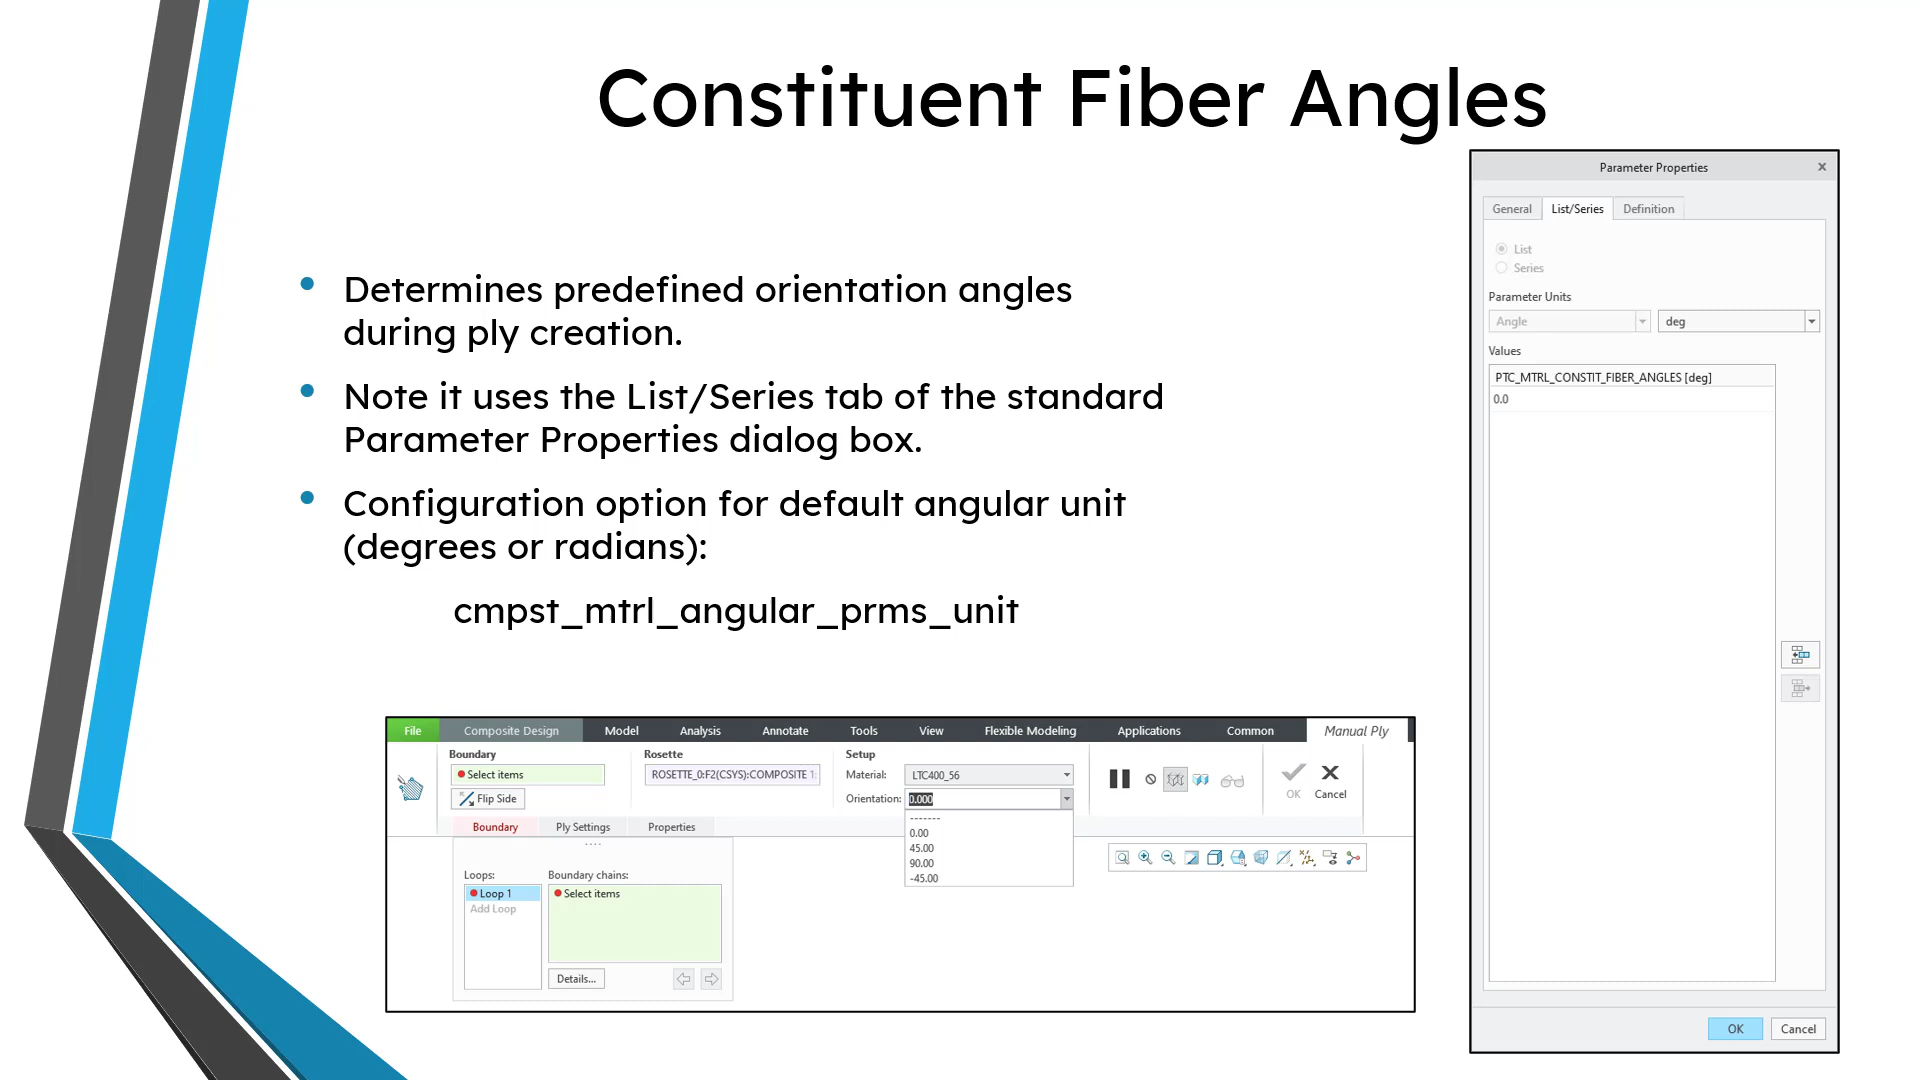 Constituent Fiber Angles
• Determines predefined orientation angles
during ply creation.
• Note it uses the List/Series tab of the standard
Parameter Properties dialog box.
• Configuration option for default angular unit
(degrees or radians):
cmpst_mtrl_angular_prms_unit
Parameter Properties
General List/Series Definition
List
Series
Parameter Units
Angle deg
Values
PTC_MTRL_CONSTIT_FIBER_ANGLES [deg]
0.0
OK Cancel
File Composite Design Model Analysis Annotate Tools View Flexible Modeling Applications Common Manual Ply
Boundary Rosette Setup
Select items ROSETTE_0:F2(CSYS):COMPOSITE 1: Material: LTC400_56
Flip Side Orientation: 0.000
OK Cancel
Boundary Ply Settings Properties
-------
0.00
45.00
90.00
-45.00
Loops: Boundary chains:
Loop 1 Select items
Add Loop
Details...